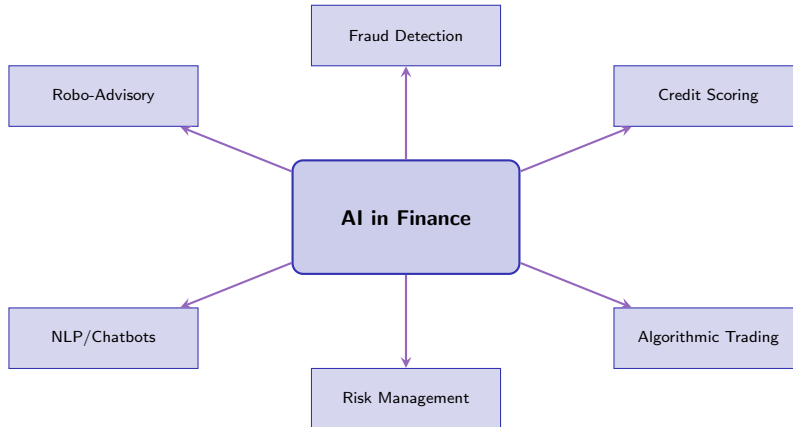 Fraud Detection
Robo-Advisory
Credit Scoring
AI in Finance
NLP/Chatbots
Algorithmic Trading
Risk Management